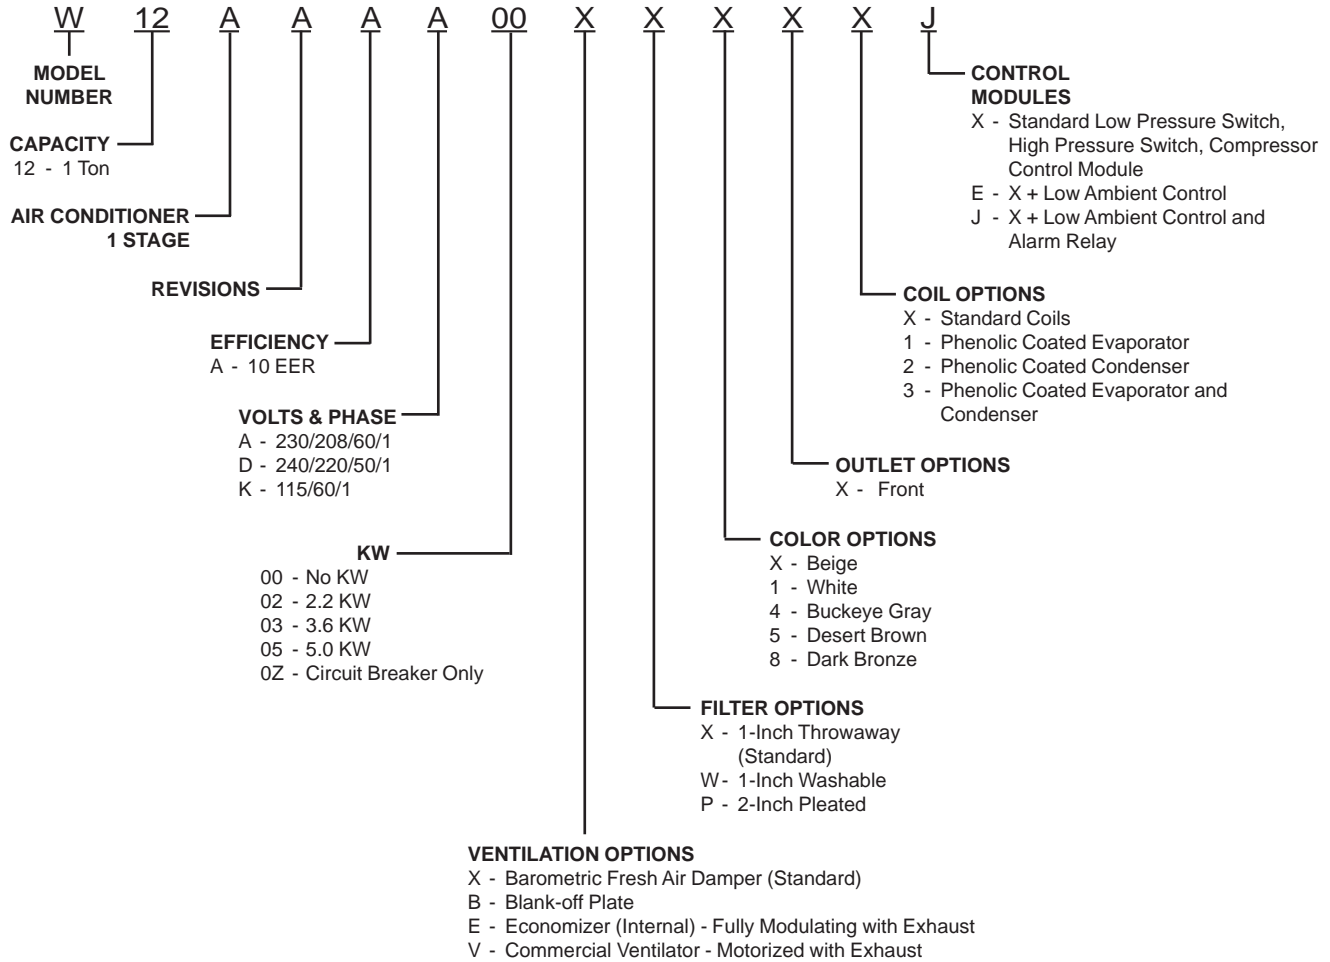 W 12 A A A A 00 X X X X X J
MODEL
NUMBER
CAPACITY
12 - 1 Ton
AIR CONDITIONER
1 STAGE
REVISIONS
EFFICIENCY
A - 10 EER
VOLTS & PHASE
A - 230/208/60/1
D - 240/220/50/1
K - 115/60/1
KW
00 - No KW
02 - 2.2 KW
03 - 3.6 KW
05 - 5.0 KW
0Z - Circuit Breaker Only
VENTILATION OPTIONS
X - Barometric Fresh Air Damper (Standard)
B - Blank-off Plate
E - Economizer (Internal) - Fully Modulating with Exhaust
V - Commercial Ventilator - Motorized with Exhaust
FILTER OPTIONS
X - 1-Inch Throwaway
(Standard)
W - 1-Inch Washable
P - 2-Inch Pleated
COLOR OPTIONS
X - Beige
1 - White
4 - Buckeye Gray
5 - Desert Brown
8 - Dark Bronze
OUTLET OPTIONS
X - Front
COIL OPTIONS
X - Standard Coils
1 - Phenolic Coated Evaporator
2 - Phenolic Coated Condenser
3 - Phenolic Coated Evaporator and
Condenser
CONTROL
MODULES
X - Standard Low Pressure Switch,
High Pressure Switch, Compressor
Control Module
E - X + Low Ambient Control
J - X + Low Ambient Control and
Alarm Relay